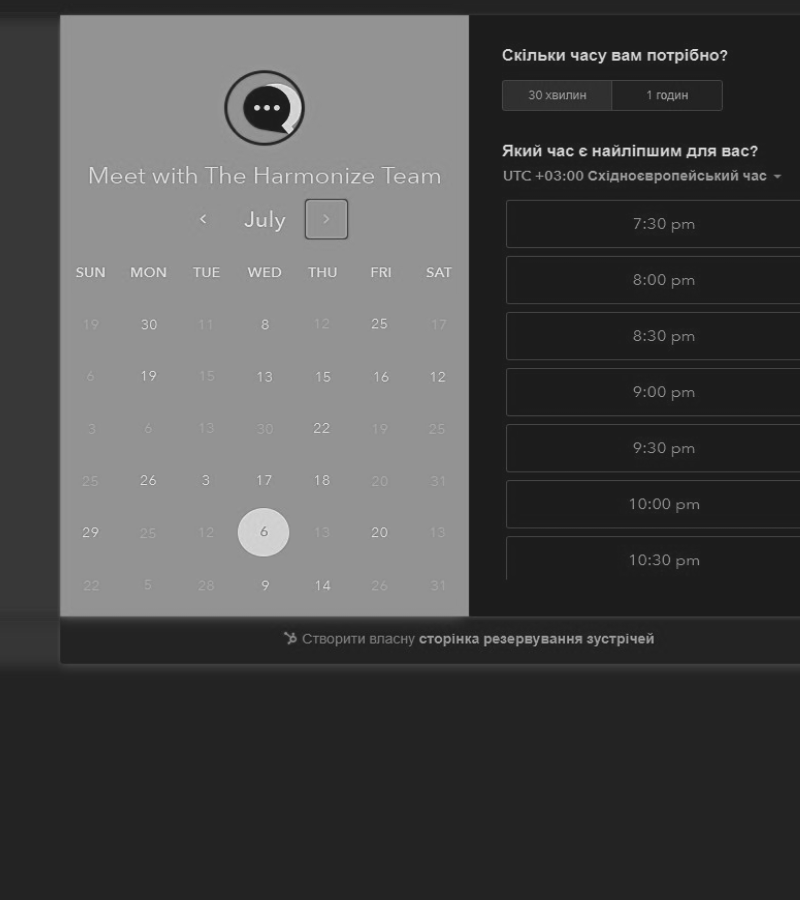 Meet with The Harmonize Team
July
SUN MON TUE WED THU FRI SAT
19 30 11 8 12 25 17
6 19 15 13 15 16 12
3 6 13 30 22 19 25
25 26 3 17 18 20 31
29 25 12 6 13 20 13
22 5 28 9 14 26 31
Скільки часу вам потрібно?
30 хвилин 1 годин
Який час є найліпшим для вас?
UTC +03:00 Східноєвропейський час
7:30 pm
8:00 pm
8:30 pm
9:00 pm
9:30 pm
10:00 pm
10:30 pm
Створити власну сторінка резервування зустрічей